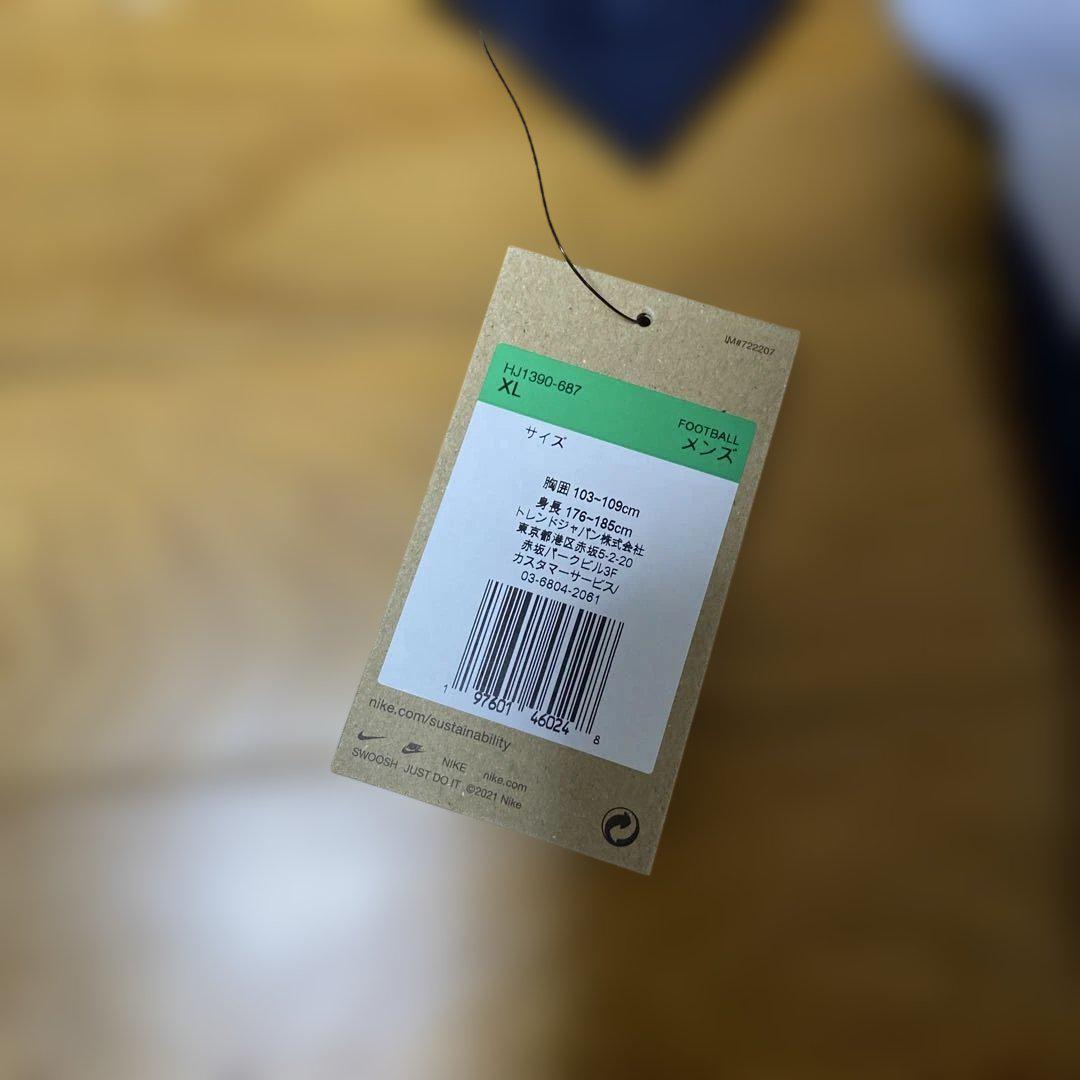 IM#722207
HJ1390-687
XL
FOOTBALL
メンズ
サイズ
胸囲 103~109cm
身長 176~185cm
トレンドジャパン株式会社
東京都港区赤坂5-2-20
赤坂パークビル3F
カスタマーサービス/
03-6804-2061
1 97601 46024 8
nike.com/sustainability
NIKE nike.com
SWOOSH JUST DO IT ©2021 Nike